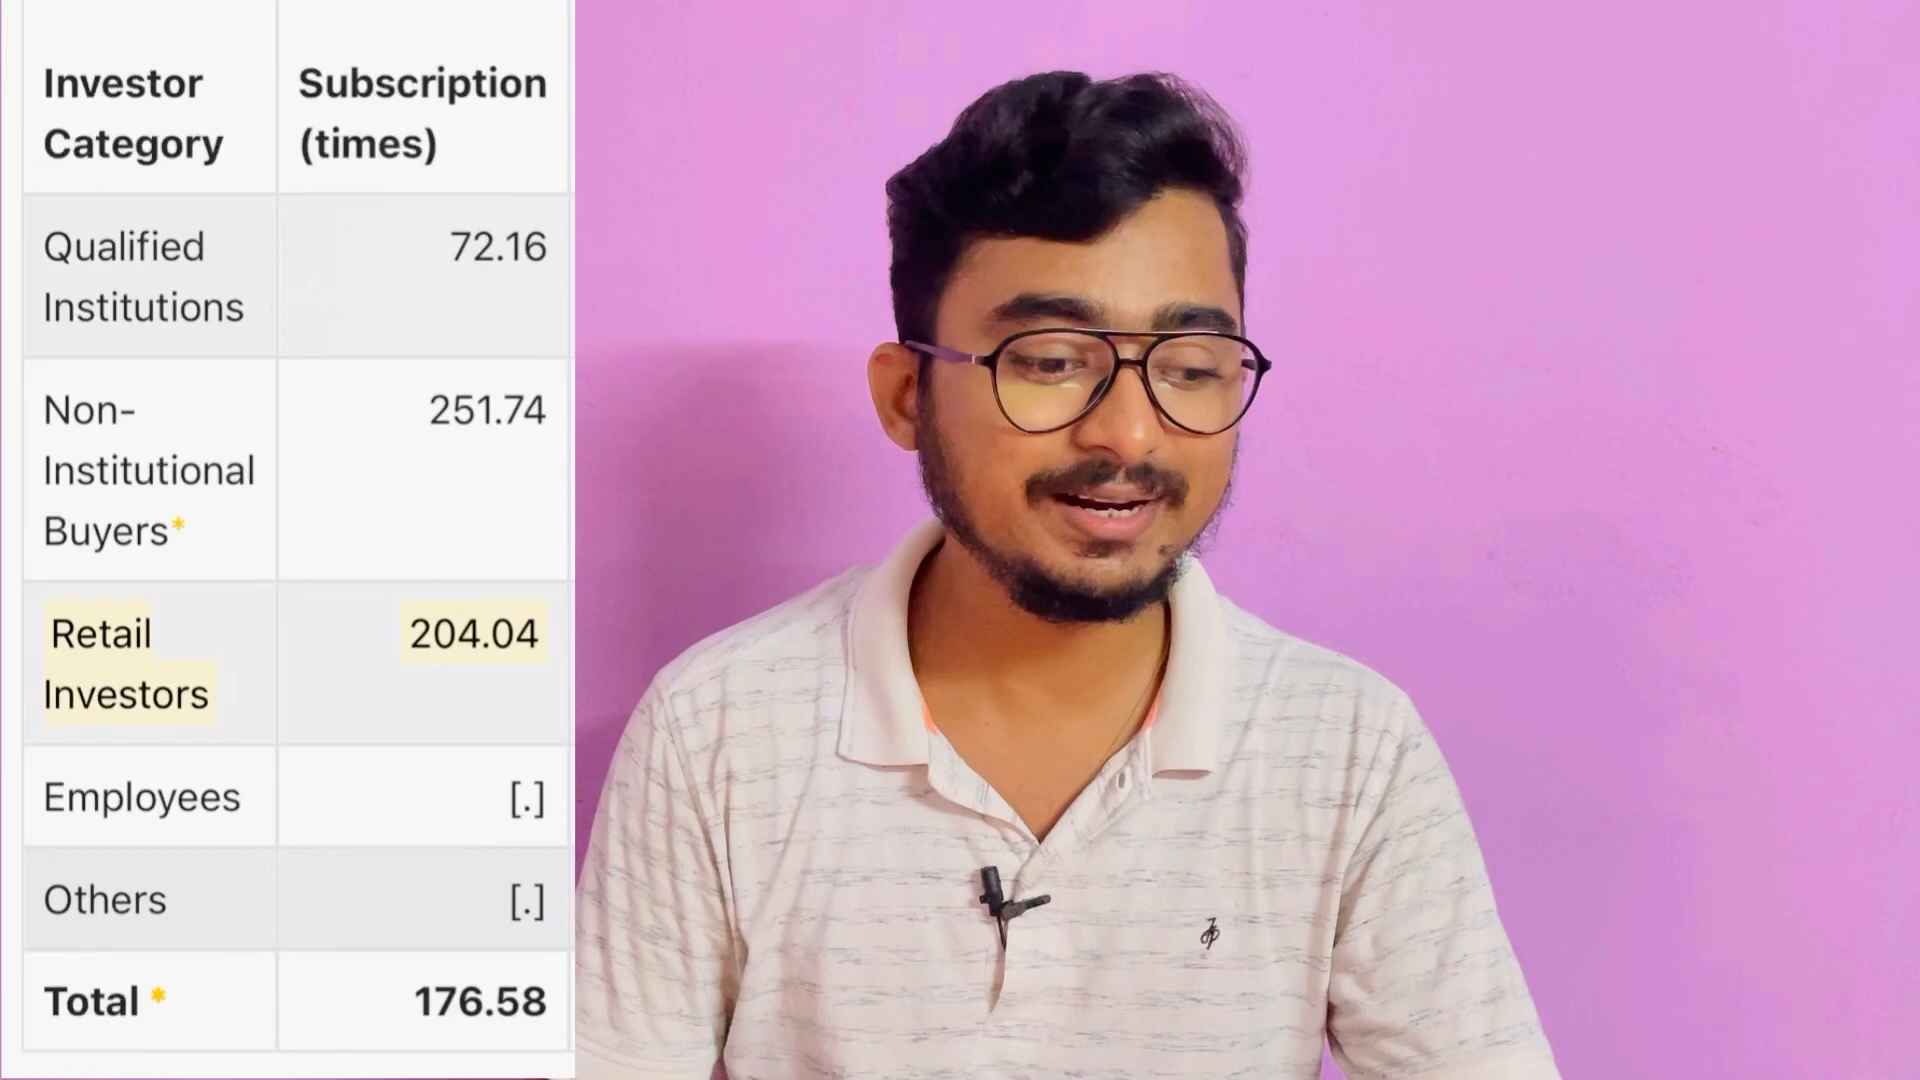 Investor Category
Subscription (times)
Qualified Institutions
72.16
Non-Institutional Buyers*
251.74
Retail Investors
204.04
Employees
[.]
Others
[.]
Total *
176.58